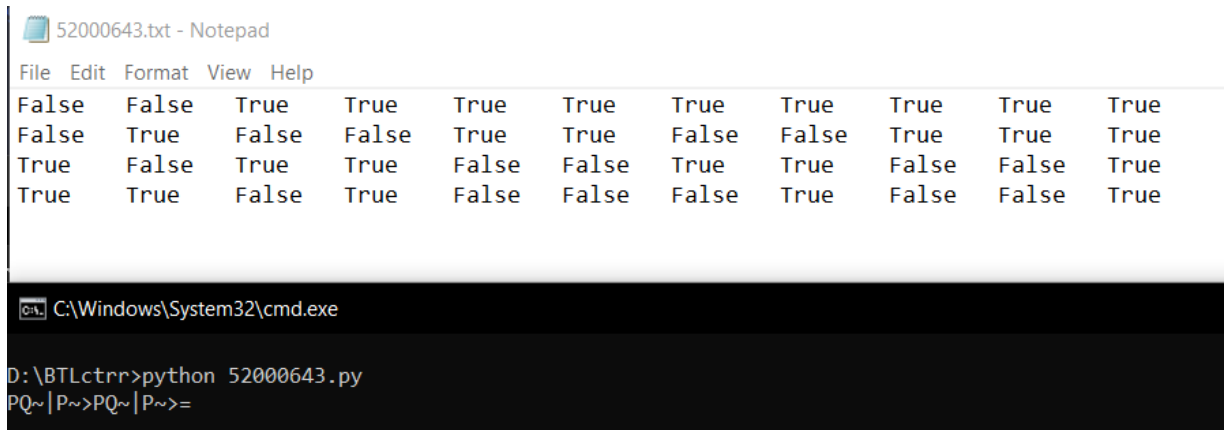 52000643.txt - Notepad
File Edit Format View Help
False False True True True True True True True True True
False True False False True True False False True True True
True False True True False False True True False False True
True True False True False False False True False False True
C:\Windows\System32\cmd.exe
D:\BTLctrr>python 52000643.py
PQ~|P~>PQ~|P~>=